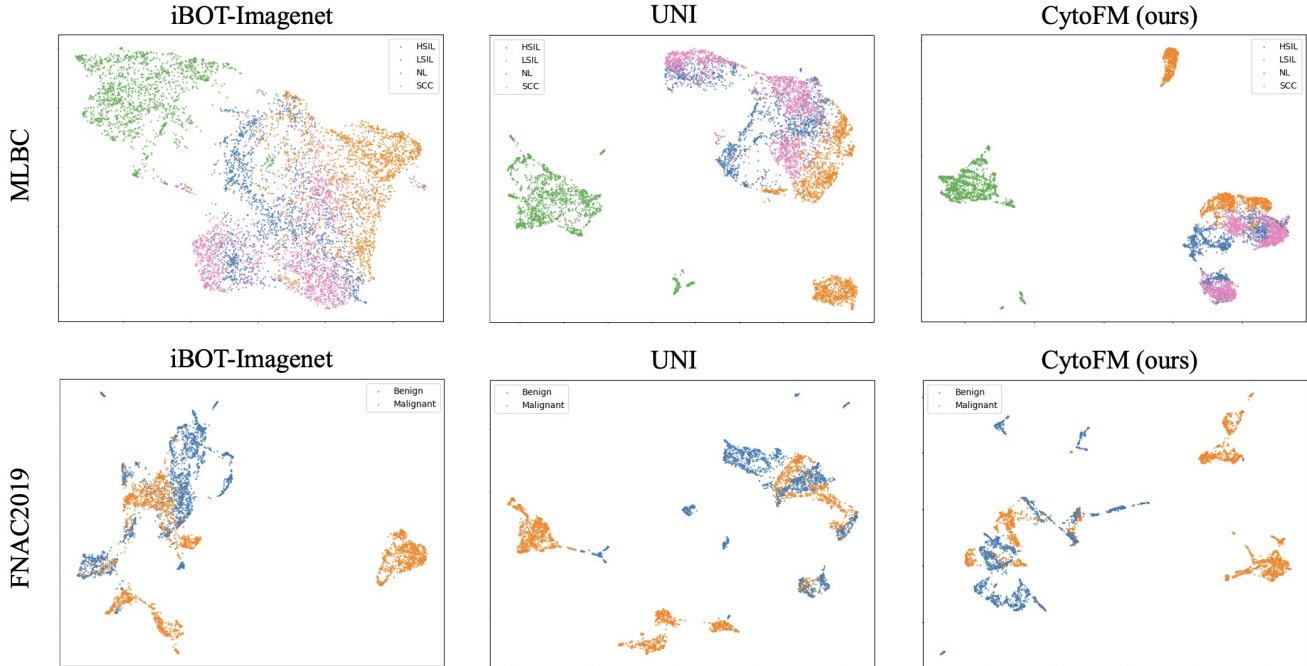 iBOT-Imagenet
UNI
CytoFM (ours)
MLBC
HSIL
LSIL
NL
SCC
HSIL
LSIL
NL
SCC
HSIL
LSIL
NL
SCC
iBOT-Imagenet
UNI
CytoFM (ours)
FNAC2019
Benign
Malignant
Benign
Malignant
Benign
Malignant